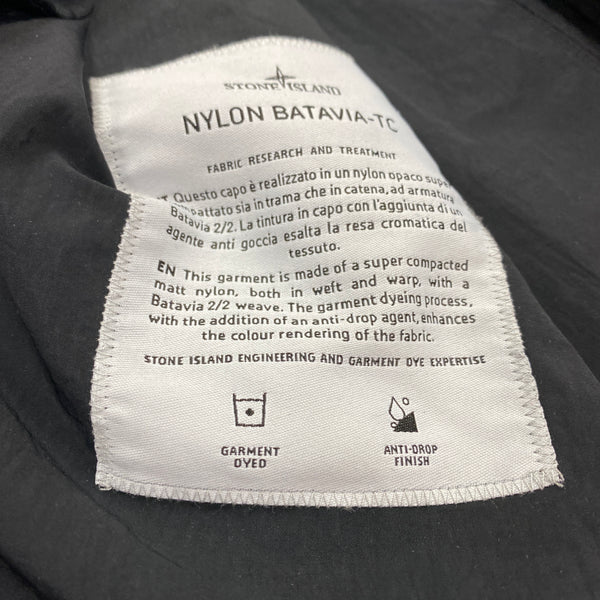 STONE ISLAND
NYLON BATAVIA-TC
FABRIC RESEARCH AND TREATMENT
Questo capo è realizzato in un nylon opaco super
pattato sia in trama che in catena, ad armatura
Batavia 2/2. La tintura in capo con l'aggiunta di un
agente anti goccia esalta la resa cromatica del
tessuto.
EN This garment is made of a super compacted
matt nylon, both in weft and warp, with a
Batavia 2/2 weave. The garment dyeing process,
with the addition of an anti-drop agent, enhances
the colour rendering of the fabric.
STONE ISLAND ENGINEERING AND GARMENT DYE EXPERTISE
GARMENT
DYED
ANTI-DROP
FINISH